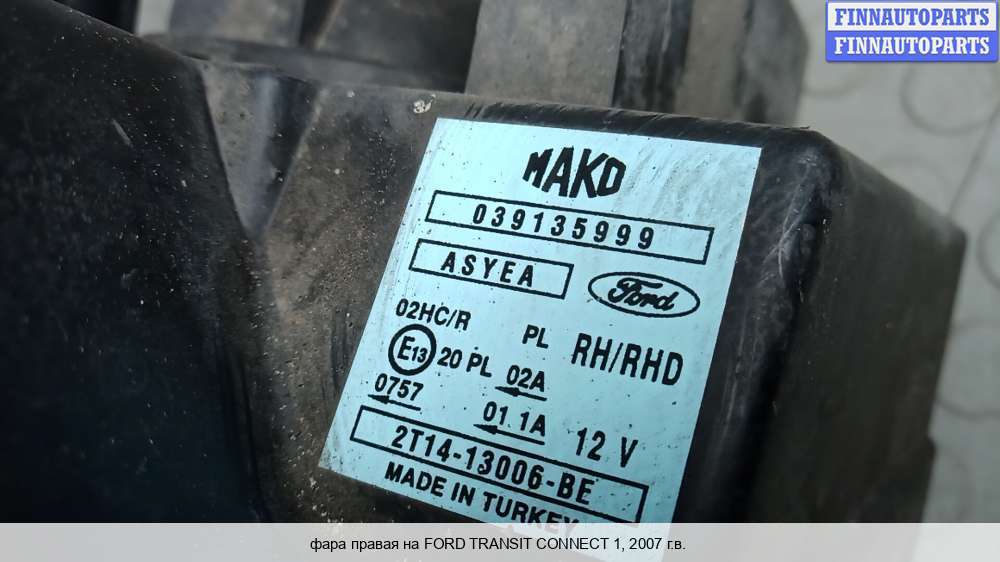 FINNAUTOPARTS
FINNAUTOPARTS
MAKO
039135999
ASYEA
Ford
02HC/R PL RH/RHD
E13 20 PL 02A
0757 01 1A 12 V
2T14-13006-BE
MADE IN TURKEY
фара правая на FORD TRANSIT CONNECT 1, 2007 г.в.